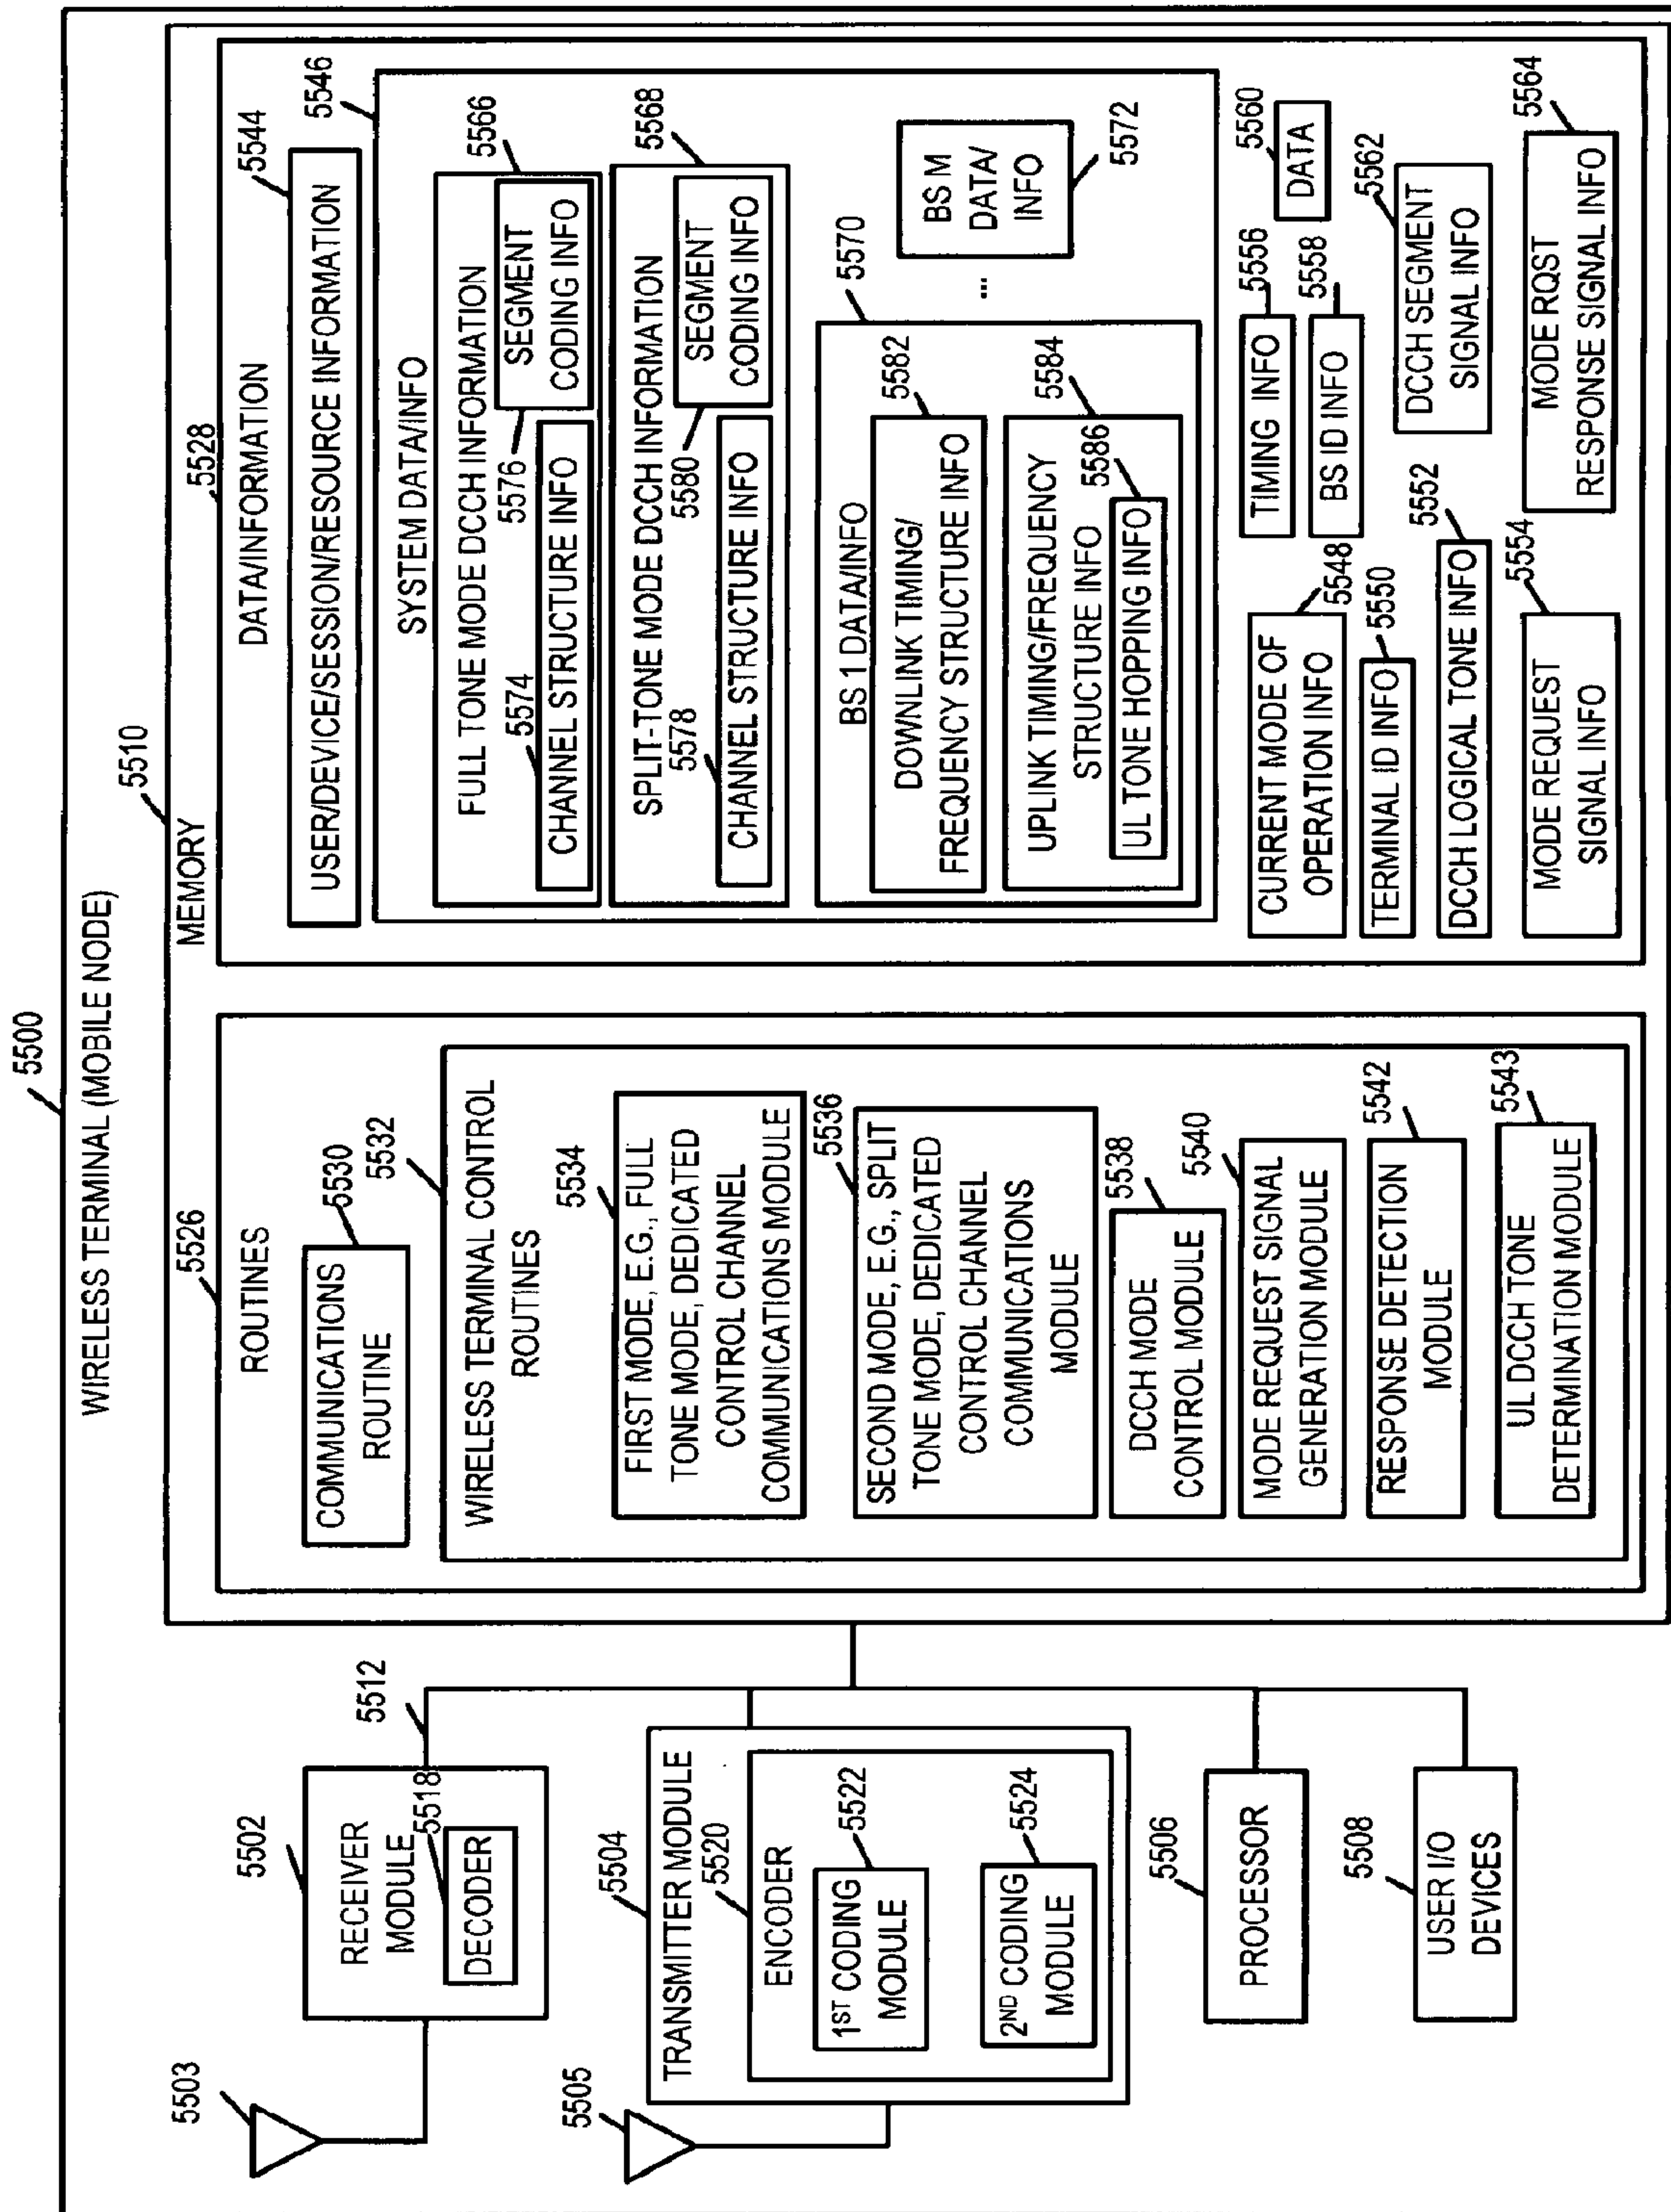 5500
WIRELESS TERMINAL (MOBILE NODE)
5503
5502
RECEIVER
MODULE
5518
DECODER
5512
5505
5504
TRANSMITTER MODULE
5520
ENCODER
1ST CODING
MODULE
5522
2ND CODING
MODULE
5524
5506
PROCESSOR
5508
USER I/O
DEVICES
5510
MEMORY
5526
ROUTINES
COMMUNICATIONS
ROUTINE
5530
5532
WIRELESS TERMINAL CONTROL
ROUTINES
5534
FIRST MODE, E.G., FULL
TONE MODE, DEDICATED
CONTROL CHANNEL
COMMUNICATIONS MODULE
5536
SECOND MODE, E.G., SPLIT
TONE MODE, DEDICATED
CONTROL CHANNEL
COMMUNICATIONS
MODULE
5538
DCCH MODE
CONTROL MODULE
5540
MODE REQUEST SIGNAL
GENERATION MODULE
5542
RESPONSE DETECTION
MODULE
5543
UL DCCH TONE
DETERMINATION MODULE
5528
DATA/INFORMATION
5544
USER/DEVICE/SESSION/RESOURCE INFORMATION
5546
SYSTEM DATA/INFO
5566
FULL TONE MODE DCCH INFORMATION
5574
CHANNEL STRUCTURE INFO
5576
SEGMENT
CODING INFO
5568
SPLIT-TONE MODE DCCH INFORMATION
5578
CHANNEL STRUCTURE INFO
5580
SEGMENT
CODING INFO
5570
BS 1 DATA/INFO
5582
DOWNLINK TIMING/
FREQUENCY STRUCTURE INFO
5584
UPLINK TIMING/FREQUENCY
STRUCTURE INFO
5586
UL TONE HOPPING INFO
...
BS M
DATA/
INFO
5572
CURRENT MODE OF
OPERATION INFO
5548
TIMING INFO
5556
DATA
5560
TERMINAL ID INFO
5550
BS ID INFO
5558
DCCH LOGICAL TONE INFO
5552
DCCH SEGMENT
SIGNAL INFO
5562
MODE REQUEST
SIGNAL INFO
5554
MODE RQST
RESPONSE SIGNAL INFO
5564